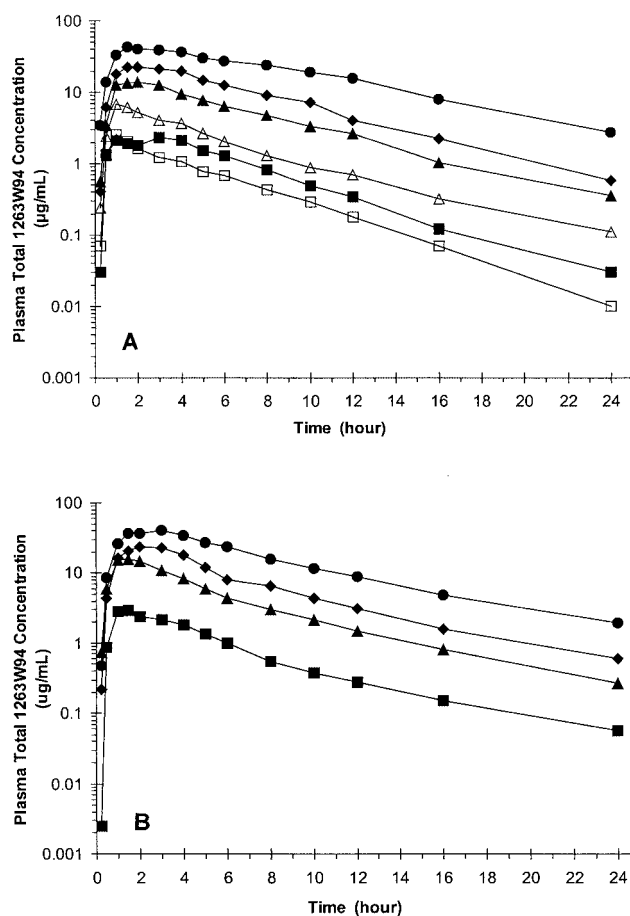 Plasma Total 1263W94 Concentration
(µg/mL)
100
10
1
0.1
0.01
0.001
A
0 2 4 6 8 10 12 14 16 18 20 22 24
Time (hour)
Plasma Total 1263W94 Concentration
(ug/mL)
100
10
1
0.1
0.01
0.001
B
0 2 4 6 8 10 12 14 16 18 20 22 24
Time (hour)